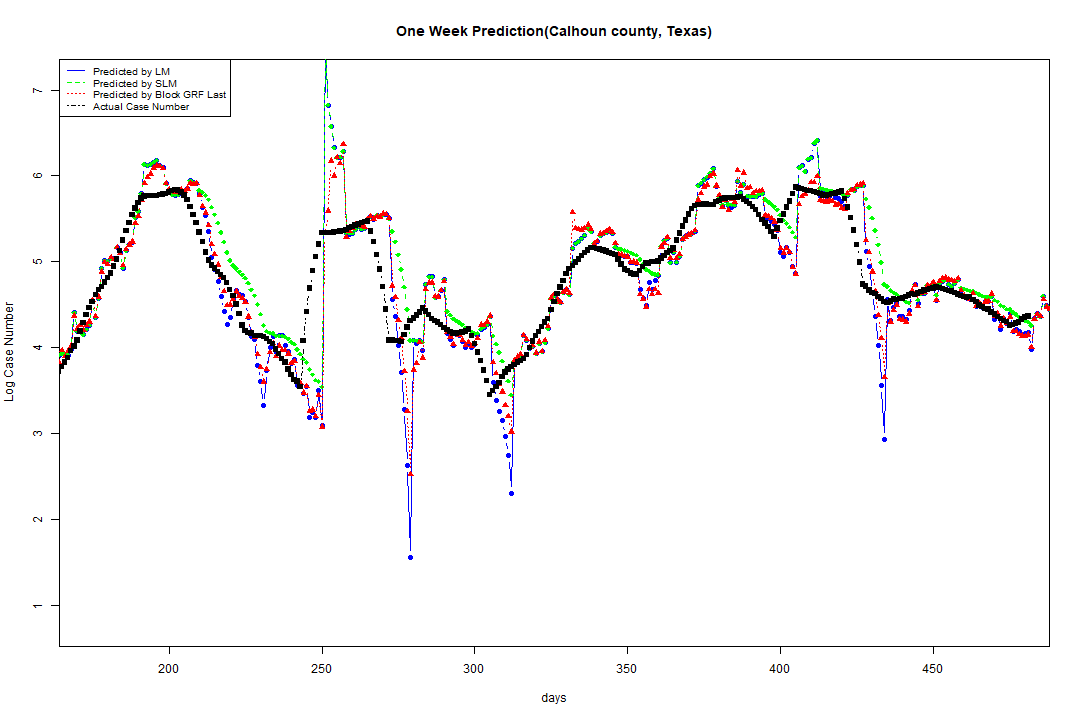 One Week Prediction(Calhoun county, Texas)
Predicted by LM
Predicted by SLM
Predicted by Block GRF Last
Actual Case Number
7
6
5
4
3
2
1
Log Case Number
200
250
300
350
400
450
days